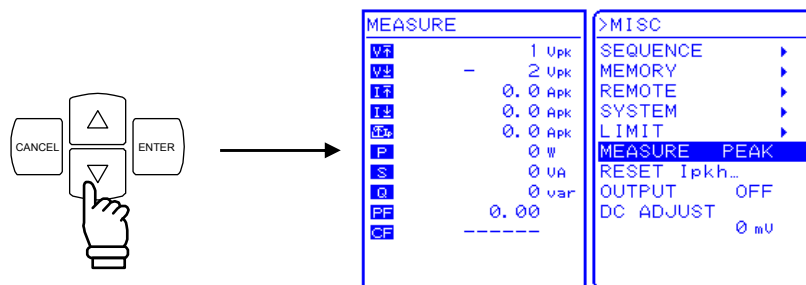 CANCEL
ENTER
MEASURE
V 1 Vpk
V - 2 Vpk
I 0.0 Apk
I 0.0 Apk
0.0 Apk
P 0 W
S 0 VA
Q 0 var
PF 0.00
CF ------
>MISC
SEQUENCE
MEMORY
REMOTE
SYSTEM
LIMIT
MEASURE PEAK
RESET Ipkh…
OUTPUT OFF
DC ADJUST
0 mV